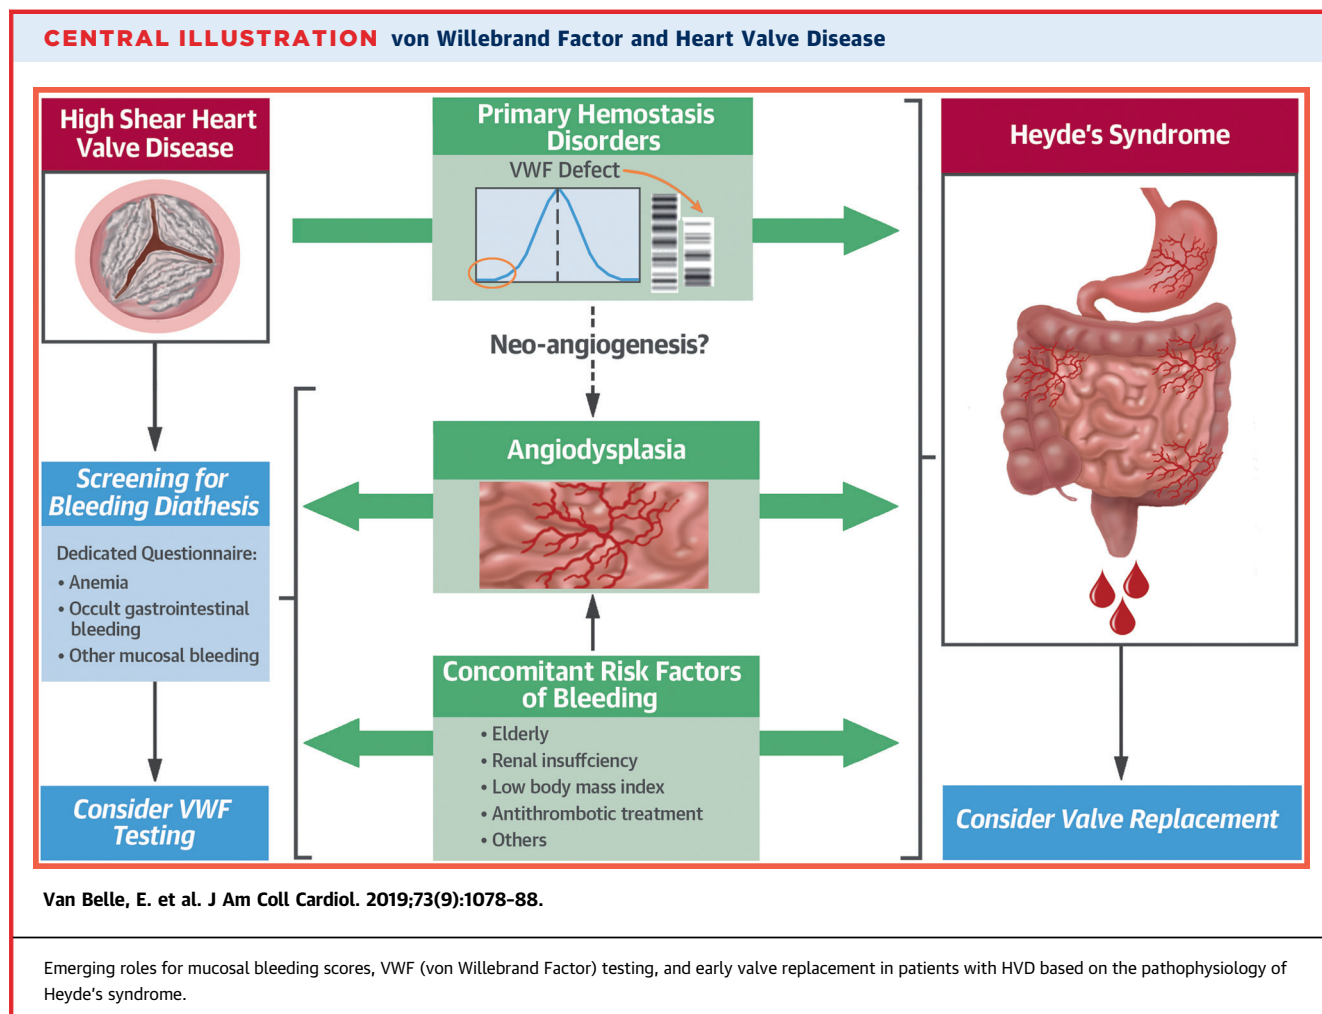 CENTRAL ILLUSTRATION von Willebrand Factor and Heart Valve Disease
High Shear Heart
Valve Disease
Screening for
Bleeding Diathesis
Dedicated Questionnaire:
• Anemia
• Occult gastrointestinal
bleeding
• Other mucosal bleeding
Consider VWF
Testing
Primary Hemostasis
Disorders
VWF Defect
Neo-angiogenesis?
Angiodysplasia
Concomitant Risk Factors
of Bleeding
• Elderly
• Renal insuffciency
• Low body mass index
• Antithrombotic treatment
• Others
Heyde's Syndrome
Consider Valve Replacement
Van Belle, E. et al. J Am Coll Cardiol. 2019;73(9):1078–88.
Emerging roles for mucosal bleeding scores, VWF (von Willebrand Factor) testing, and early valve replacement in patients with HVD based on the pathophysiology of
Heyde's syndrome.